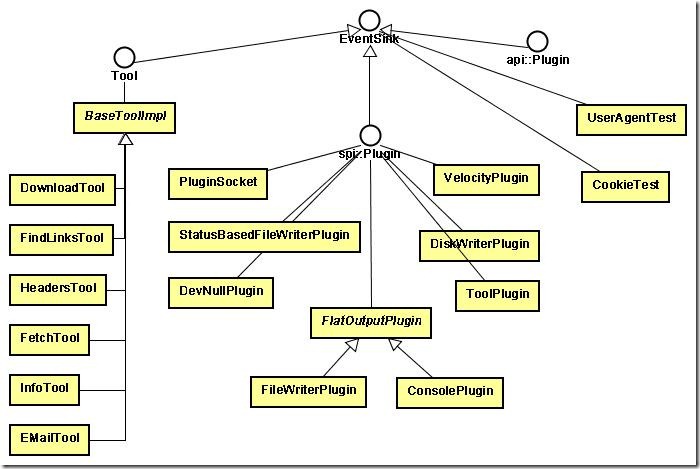 EventSink
Tool
api::Plugin
BaseToolImpl
UserAgentTest
spi::Plugin
PluginSocket
VelocityPlugin
CookieTest
DownloadTool
StatusBasedFileWriterPlugin
FindLinksTool
DiskWriterPlugin
HeadersTool
DevNullPlugin
ToolPlugin
FlatOutputPlugin
FetchTool
InfoTool
FileWriterPlugin
ConsolePlugin
EMailTool